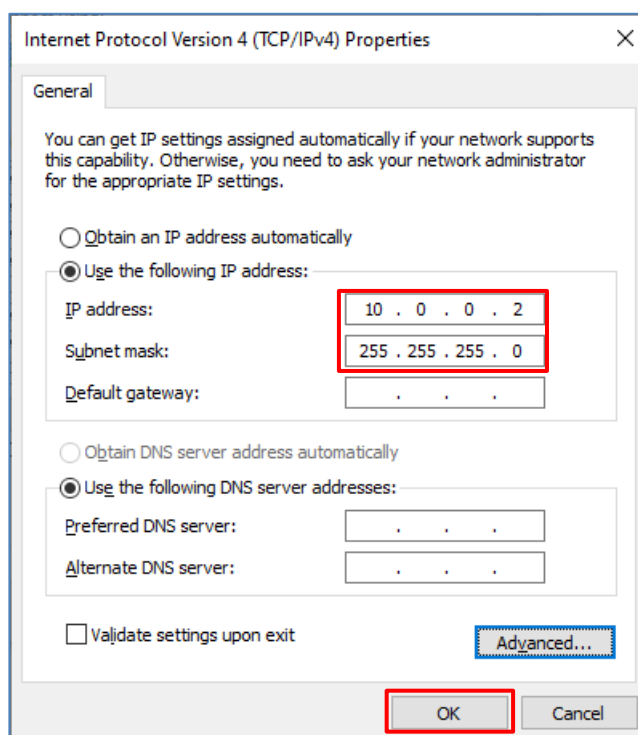 Internet Protocol Version 4 (TCP/IPv4) Properties
General
You can get IP settings assigned automatically if your network supports
this capability. Otherwise, you need to ask your network administrator
for the appropriate IP settings.
Obtain an IP address automatically
Use the following IP address:
IP address: 10 . 0 . 0 . 2
Subnet mask: 255 . 255 . 255 . 0
Default gateway: . . .
Obtain DNS server address automatically
Use the following DNS server addresses:
Preferred DNS server: . . .
Alternate DNS server: . . .
Validate settings upon exit Advanced...
OK Cancel